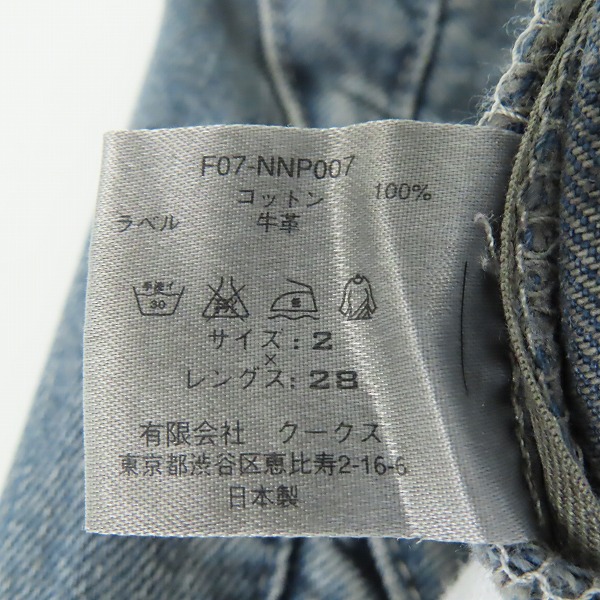 F07-NNP007
コットン 100%
ラベル 牛革
手洗イ
30
サイズ：2
×
レングス：28
有限会社 クークス
東京都渋谷区恵比寿2-16-6
日本製